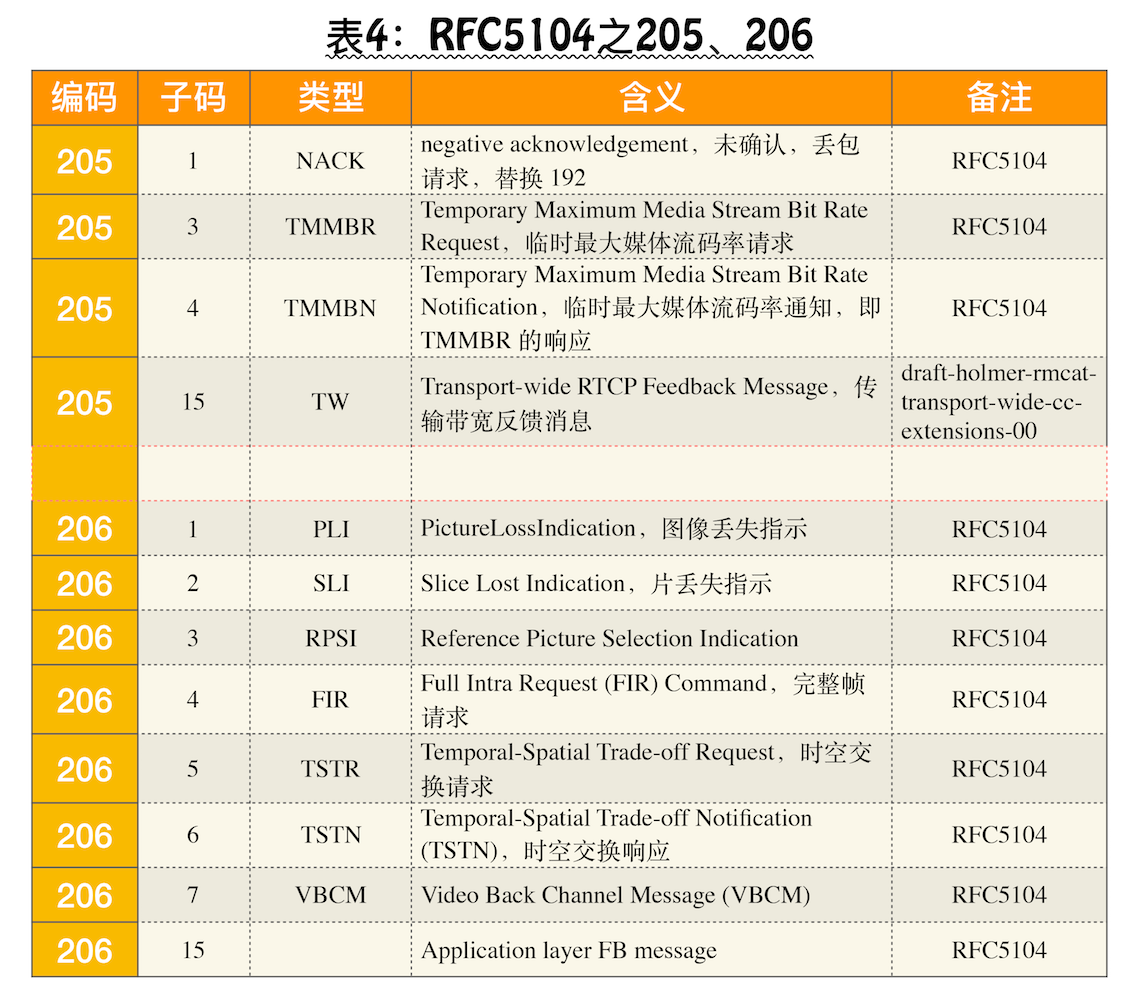 表4：RFC5104之205、206
编码 子码 类型 含义 备注
205 1 NACK negative acknowledgement，未确认，丢包
请求，替换 192 RFC5104
205 3 TMMBR Temporary Maximum Media Stream Bit Rate
Request，临时最大媒体流码率请求 RFC5104
205 4 TMMBN Temporary Maximum Media Stream Bit Rate
Notification，临时最大媒体流码率通知，即
TMMBR 的响应 RFC5104
205 15 TW Transport-wide RTCP Feedback Message，传
输带宽反馈消息 draft-holmer-rmcat-
transport-wide-cc-
extensions-00
206 1 PLI PictureLossIndication，图像丢失指示 RFC5104
206 2 SLI Slice Lost Indication，片丢失指示 RFC5104
206 3 RPSI Reference Picture Selection Indication RFC5104
206 4 FIR Full Intra Request (FIR) Command，完整帧
请求 RFC5104
206 5 TSTR Temporal-Spatial Trade-off Request，时空交
换请求 RFC5104
206 6 TSTN Temporal-Spatial Trade-off Notification
(TSTN)，时空交换响应 RFC5104
206 7 VBCM Video Back Channel Message (VBCM) RFC5104
206 15 Application layer FB message RFC5104